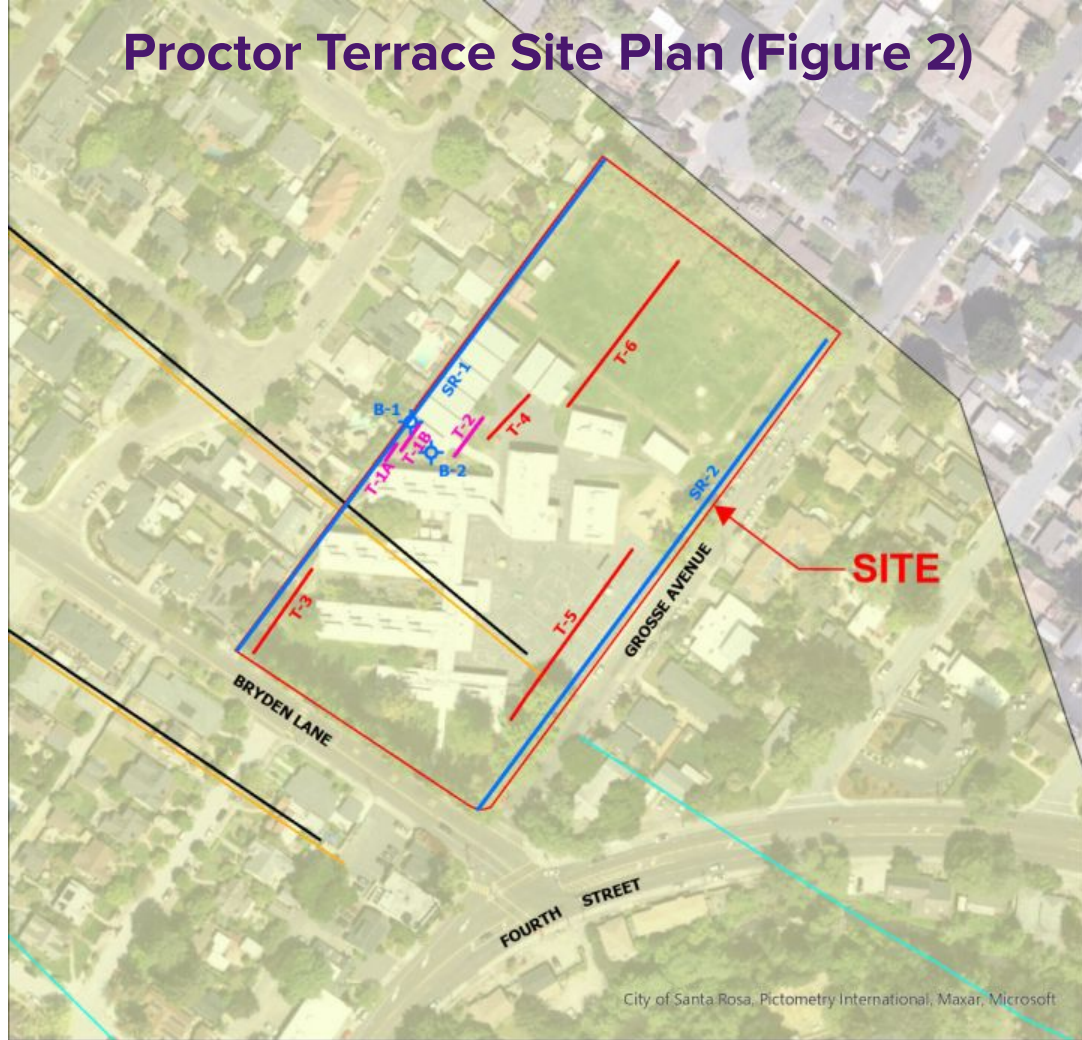 Proctor Terrace Site Plan (Figure 2)
T-6
SR-1
B-1
T-2
T-4
T-1B
T-1A
B-2
SR-2
SITE
GROSSE AVENUE
T-3
T-5
BRYDEN LANE
FOURTH STREET
City of Santa Rosa, Pictometry International, Maxar, Microsoft